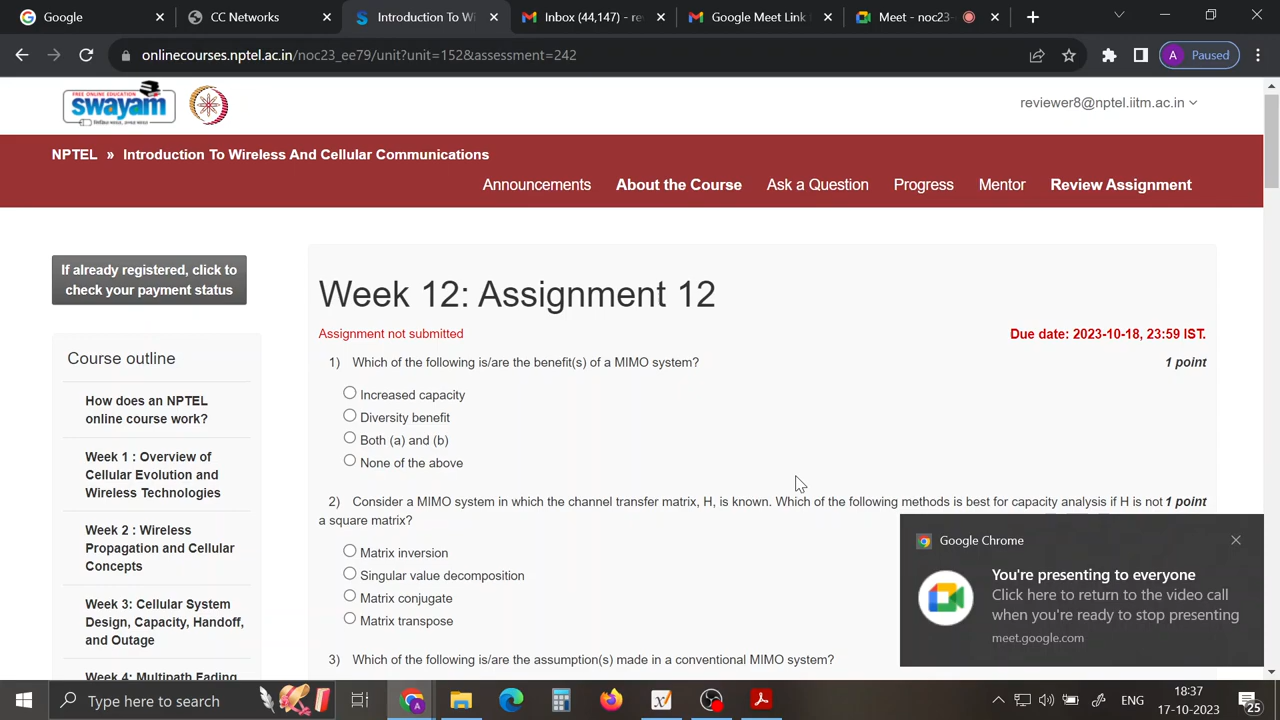 Google
CC Networks
Introduction To Wi
Inbox (44,147) - re
Google Meet Link
Meet - noc23-
onlinecourses.nptel.ac.in/noc23_ee79/unit?unit=152&assessment=242
A Paused
FREE ONLINE EDUCATION
swayam
reviewer8@nptel.iitm.ac.in
NPTEL » Introduction To Wireless And Cellular Communications
Announcements About the Course Ask a Question Progress Mentor Review Assignment
If already registered, click to
check your payment status
Course outline
How does an NPTEL
online course work?
Week 1 : Overview of
Cellular Evolution and
Wireless Technologies
Week 2 : Wireless
Propagation and Cellular
Concepts
Week 3: Cellular System
Design, Capacity, Handoff,
and Outage
Week 4: Multipath Fading
Week 12: Assignment 12
Assignment not submitted
Due date: 2023-10-18, 23:59 IST.
1) Which of the following is/are the benefit(s) of a MIMO system? 1 point
Increased capacity
Diversity benefit
Both (a) and (b)
None of the above
2) Consider a MIMO system in which the channel transfer matrix, H, is known. Which of the following methods is best for capacity analysis if H is not 1 point
a square matrix?
Matrix inversion
Singular value decomposition
Matrix conjugate
Matrix transpose
3) Which of the following is/are the assumption(s) made in a conventional MIMO system?
Google Chrome
You're presenting to everyone
Click here to return to the video call
when you're ready to stop presenting
meet.google.com
Type here to search
ENG
18:37
17-10-2023
25